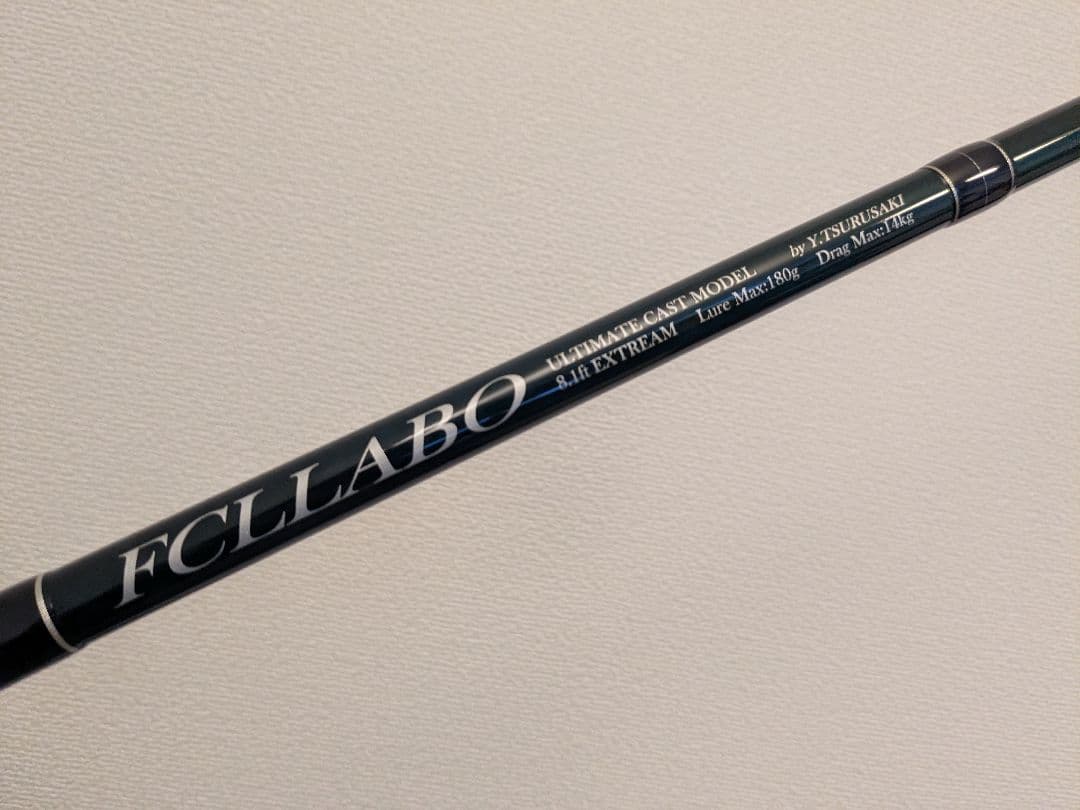 FCLLABO
ULTIMATE CAST MODEL by Y.TSURUSAKI
8.1ft EXTREAM Lure Max:180g Drag Max:14kg